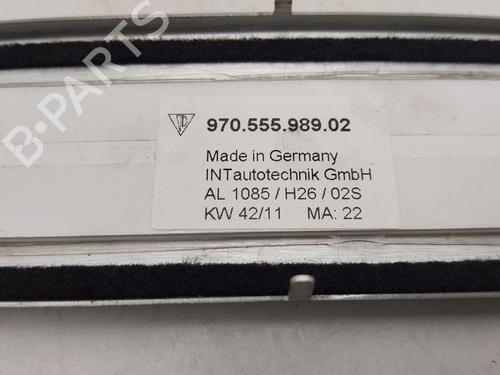 970.555.989.02
Made in Germany
INTautotechnik GmbH
AL 1085 / H26 / 02S
KW 42/11 MA: 22
B-PARTS